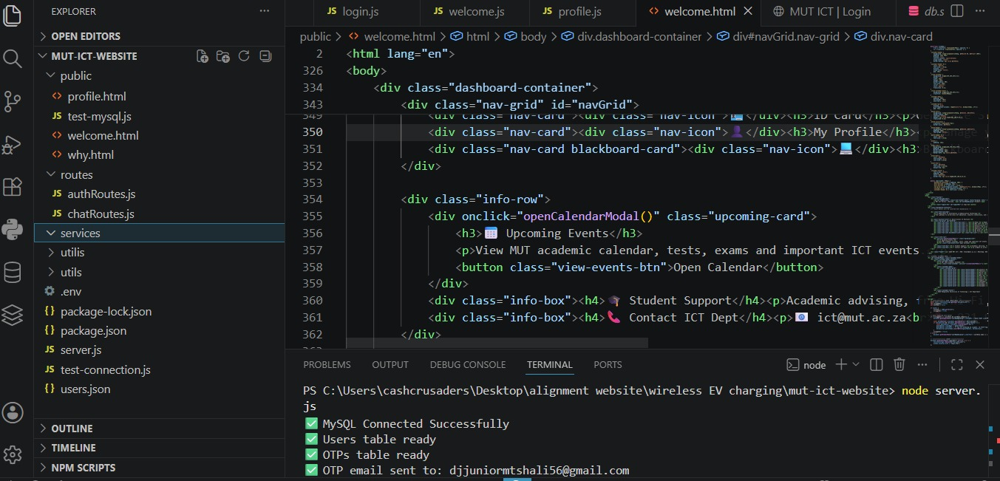 EXPLORER
OPEN EDITORS
MUT-ICT-WEBSITE
public
profile.html
JS test-mysql.js
welcome.html
why.html
routes
JS authRoutes.js
JS chatRoutes.js
services
utilis
utils
.env
{} package-lock.json
{} package.json
JS server.js
JS test-connection.js
{} users.json
OUTLINE
TIMELINE
NPM SCRIPTS
JS login.js
JS welcome.js
JS profile.js
<> welcome.html
MUT ICT | Login
db.s
public > <> welcome.html > html > body > div.dashboard-container > div#navGrid.nav-grid > div.nav-card
2 <html lang="en">
326 <body>
334 <div class="dashboard-container">
343 <div class="nav-grid" id="navGrid">
349 <div class="nav-card"><div class="nav-icon">🪪</div><h3>ID Card</h3><p>
350 <div class="nav-card"><div class="nav-icon">👤</div><h3>My Profile</h3>
351 <div class="nav-card blackboard-card"><div class="nav-icon">💻</div><h3>
352 </div>
353
354 <div class="info-row">
355 <div onclick="openCalendarModal()" class="upcoming-card">
356 <h3>📅 Upcoming Events</h3>
357 <p>View MUT academic calendar, tests, exams and important ICT events
358 <button class="view-events-btn">Open Calendar</button>
359 </div>
360 <div class="info-box"><h4>🎓 Student Support</h4><p>Academic advising,
361 <div class="info-box"><h4>📞 Contact ICT Dept</h4><p>📧 ict@mut.ac.za<br
362 </div>
PROBLEMS
OUTPUT
DEBUG CONSOLE
TERMINAL
PORTS
node
PS C:\Users\cashcrusaders\Desktop\alignment website\wireless EV charging\mut-ict-website> node server.
js
✅ MySQL Connected Successfully
✅ Users table ready
✅ OTPs table ready
✅ OTP email sent to: djjuniormtshali56@gmail.com